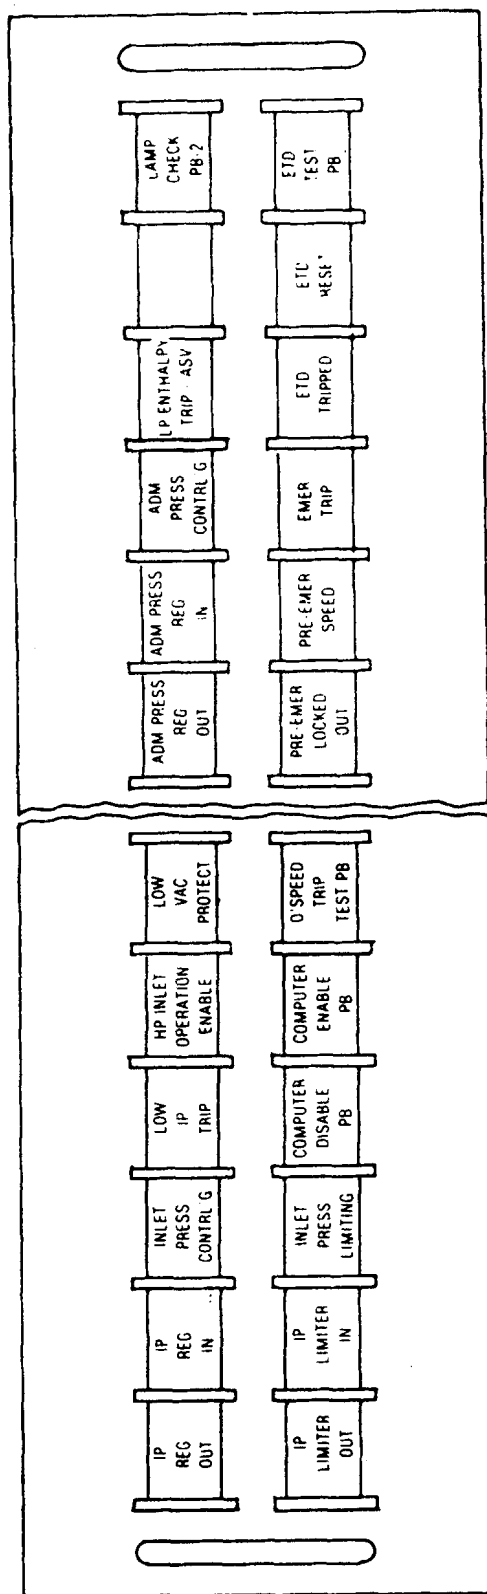 IP
REG
OUT
IP
REG
IN
INLET
PRESS
CONTRL'G
LOW
IP
TRIP
HP INLET
OPERATION
ENABLE
LOW
VAC
PROTECT
ADM PRESS
REG
OUT
ADM PRESS
REG
IN
ADM
PRESS
CONTRL'G
LP ENTHALPY
TRIP - ASV
LAMP
CHECK
PB-2
IP
LIMITER
OUT
IP
LIMITER
IN
INLET
PRESS
LIMITING
COMPUTER
DISABLE
PB
COMPUTER
ENABLE
PB
O'SPEED
TRIP
TEST PB
PRE-EMER
LOCKED
OUT
PRE-EMER
SPEED
EMER
TRIP
ETD
TRIPPED
ETD
RESET
ETD
TEST
PB